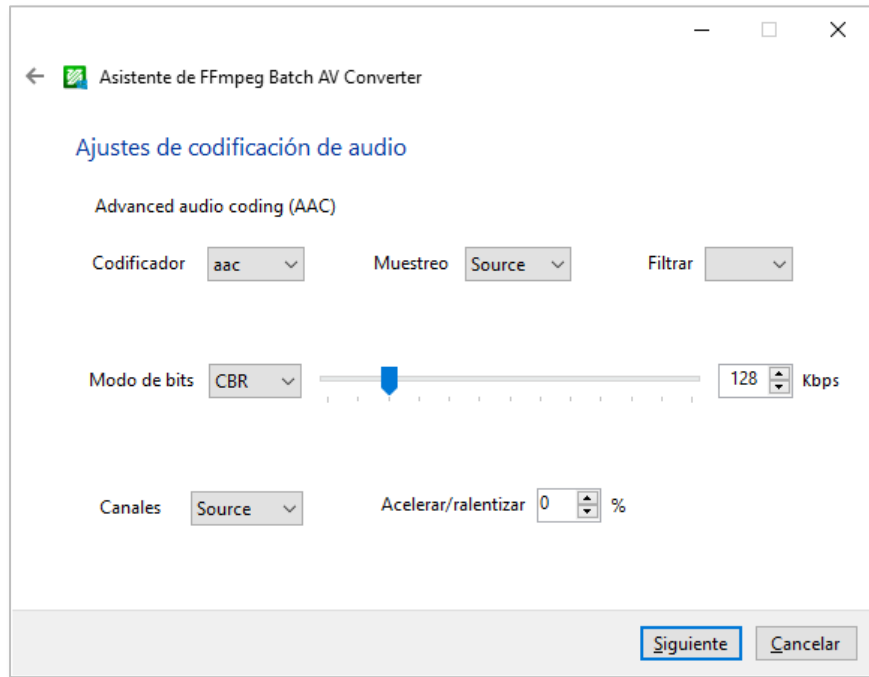 Asistente de FFmpeg Batch AV Converter
Ajustes de codificación de audio
Advanced audio coding (AAC)
Codificador aac Muestreo Source Filtrar
Modo de bits CBR 128 Kbps
Canales Source Acelerar/ralentizar 0 %
Siguiente Cancelar